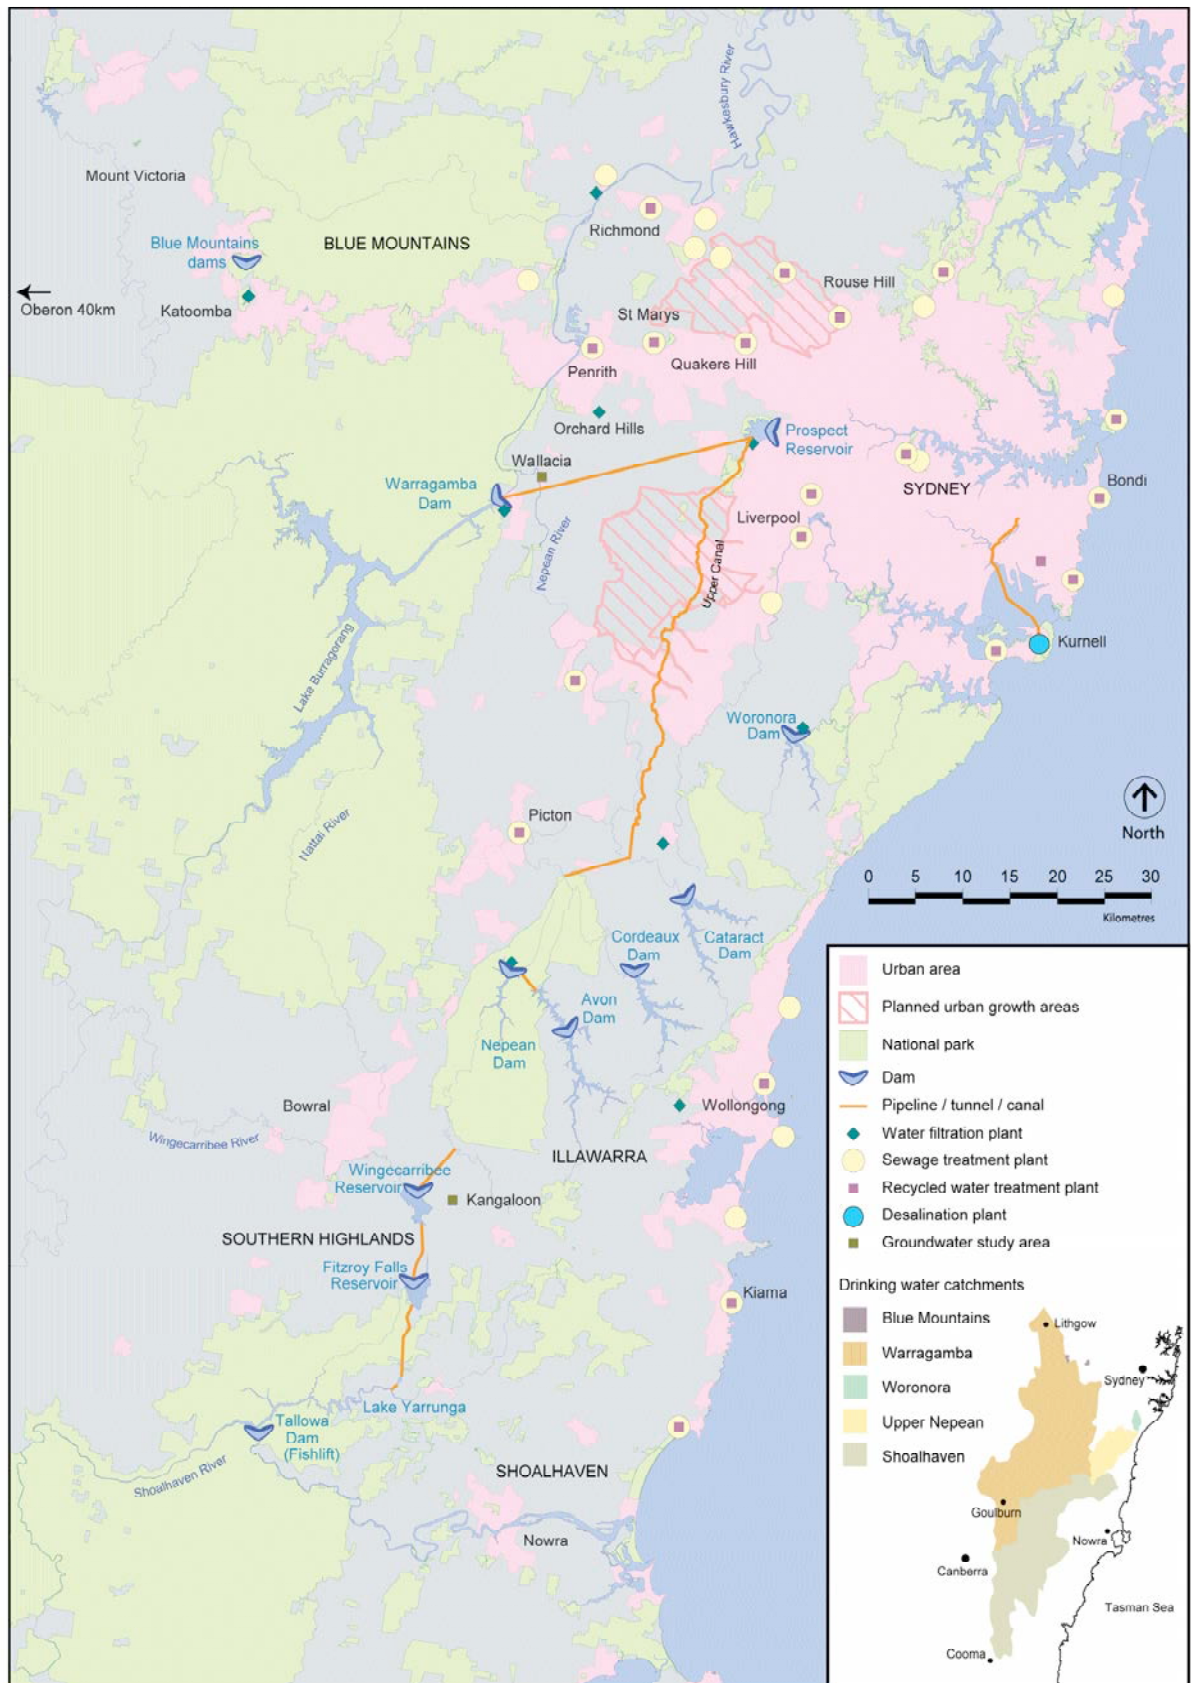 Hawkesbury River
Mount Victoria
Blue Mountains
dams
BLUE MOUNTAINS
Richmond
Oberon 40km
Katoomba
Rouse Hill
St Marys
Quakers Hill
Penrith
Orchard Hills
Prospect
Reservoir
Wallacia
Warragamba
Dam
SYDNEY
Bondi
Liverpool
Nepean River
Upper Canal
Kurnell
Lake Burragorang
Woronora
Dam
Nattai River
Picton
North
0 5 10 15 20 25 30
Kilometres
Cordeaux
Dam
Cataract
Dam
Avon
Dam
Nepean
Dam
Bowral
Wollongong
Wingecarribee River
ILLAWARRA
Wingecarribee
Reservoir
Kangaloon
SOUTHERN HIGHLANDS
Fitzroy Falls
Reservoir
Kiama
Lake Yarrunga
Tallowa
Dam
(Fishlift)
Shoalhaven River
SHOALHAVEN
Nowra
Urban area
Planned urban growth areas
National park
Dam
Pipeline / tunnel / canal
Water filtration plant
Sewage treatment plant
Recycled water treatment plant
Desalination plant
Groundwater study area
Drinking water catchments
Blue Mountains
Warragamba
Woronora
Upper Nepean
Shoalhaven
Lithgow
Sydney
Goulburn
Nowra
Canberra
Tasman Sea
Cooma